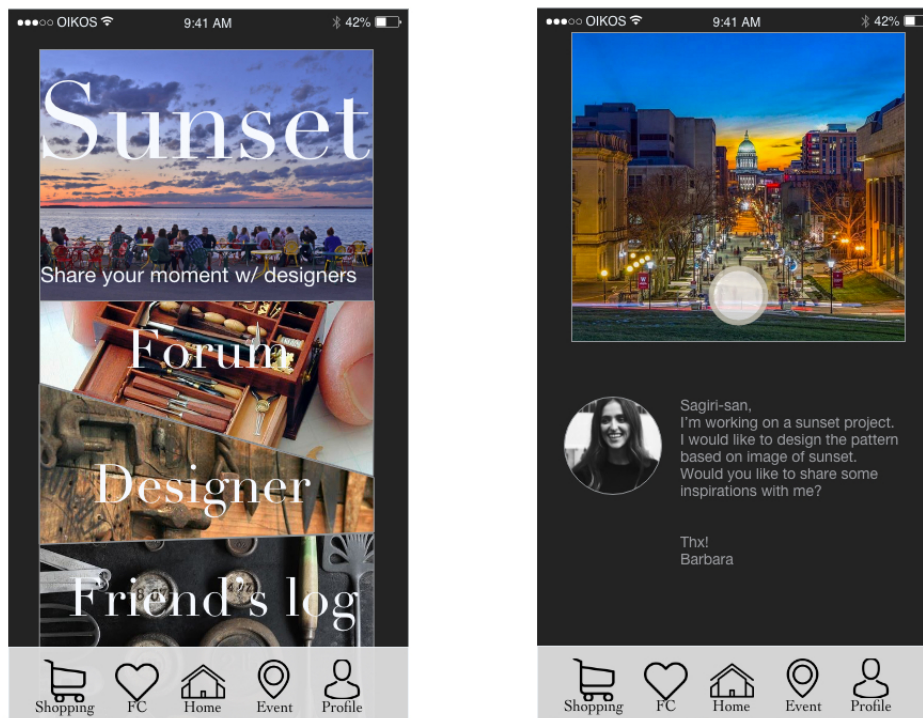 OIKOS 9:41 AM 42%
Sunset
Share your moment w/ designers
Forum
Designer
Friend's log
Shopping FC Home Event Profile
OIKOS 9:41 AM 42%
W
Sagiri-san,
I'm working on a sunset project.
I would like to design the pattern
based on image of sunset.
Would you like to share some
inspirations with me?
Thx!
Barbara
Shopping FC Home Event Profile